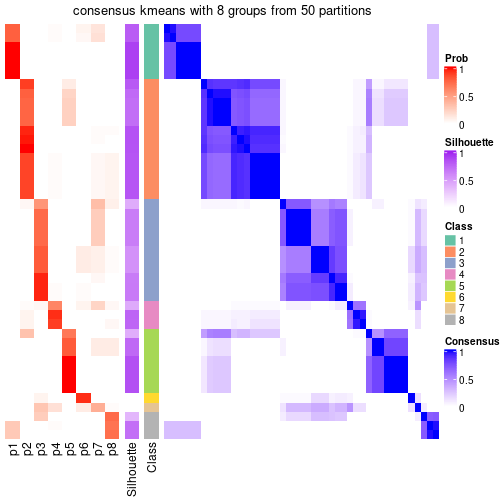 consensus kmeans with 8 groups from 50 partitions
Prob
1
0.5
0
Silhouette
1
0.5
0
Class
1
2
3
4
5
6
7
8
Consensus
1
0.5
0
p1
p2
p3
p4
p5
p6
p7
p8
Silhouette
Class